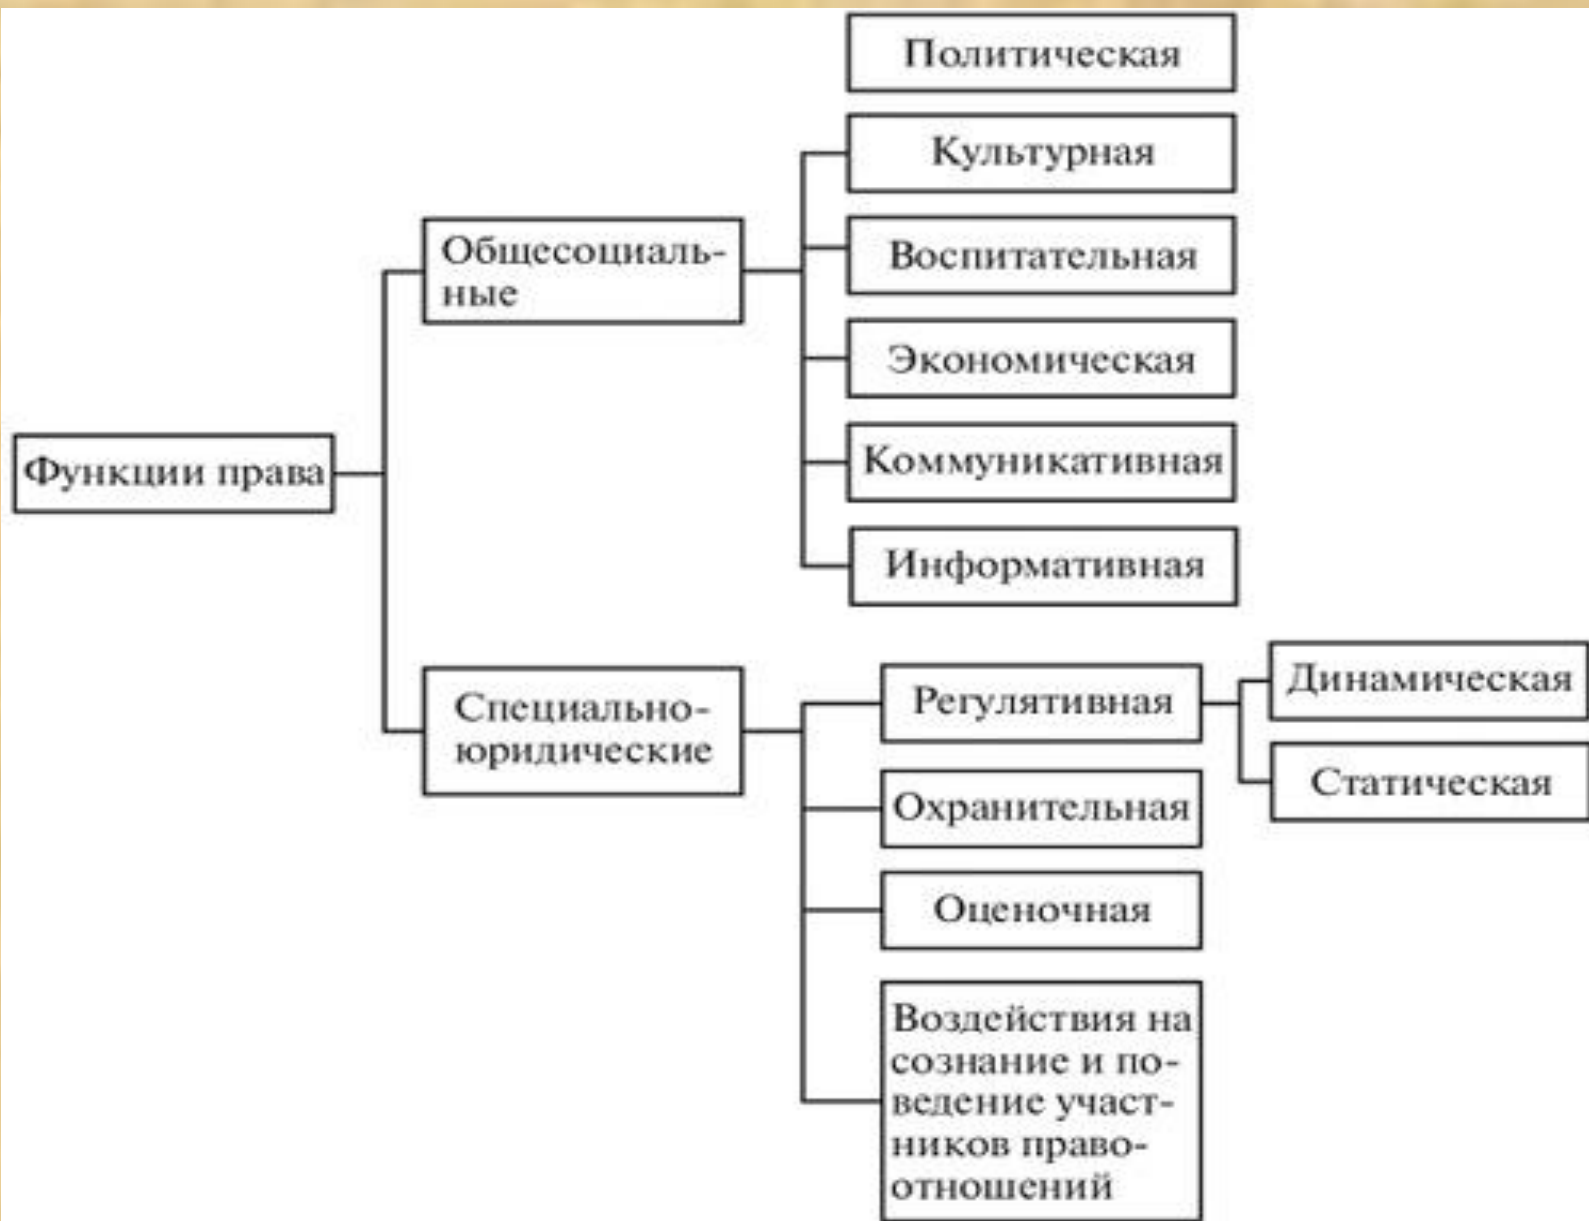 Политическая
Культурная
Воспитательная
Общесоциаль-
ные
Экономическая
Коммуникативная
Функции права
Информативная
Специально-
юридические
Регулятивная
Динамическая
Статическая
Охранительная
Оценочная
Воздействия на
сознание и по-
ведение участ-
ников право-
отношений